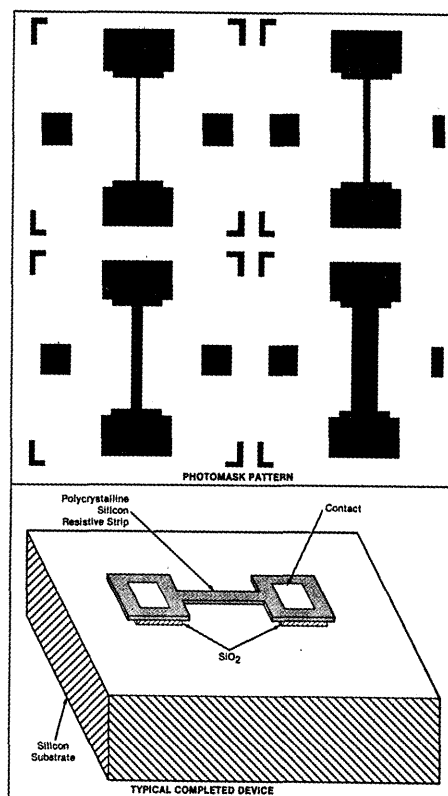 PHOTOMASK PATTERN
Polycrystalline
Silicon
Resistive Strip
Contact
SiO₂
Silicon
Substrate
TYPICAL COMPLETED DEVICE